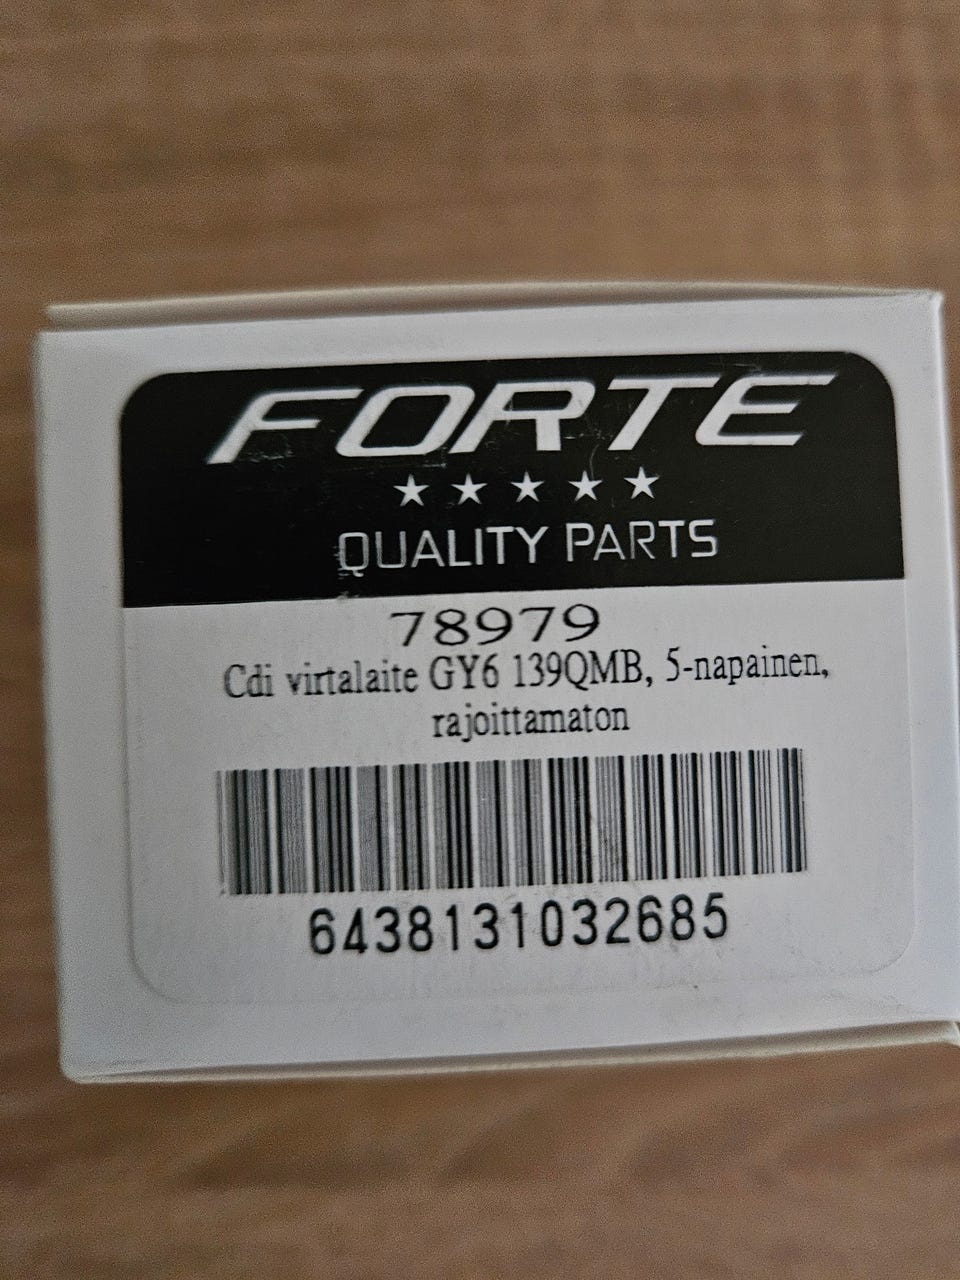 FORTE
★★★★★
QUALITY PARTS
78979
Cdi virtalaite GY6 139QMB, 5-napainen,
rajoittamaton
6438131032685